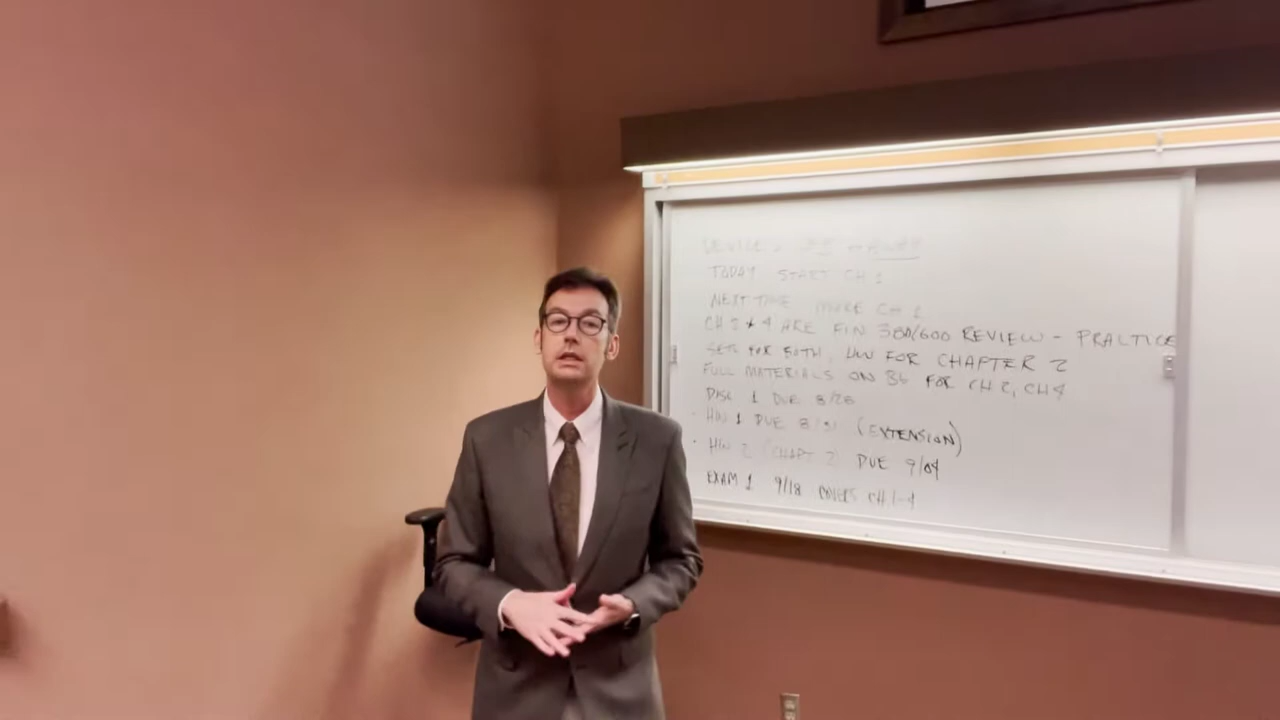 TODAY START CH 1
NEXT TIME MORE CH 1
CH 3 & 4 ARE FIN 380/600 REVIEW - PRACTICE
SETS FOR BOTH, HW FOR CHAPTER 2
FULL MATERIALS ON FOR CH 2, CH 4
DISC 1 DUE 8/28
HW 1 DUE 8/31 (EXTENSION)
HW 2 (CHAPT 2) DUE 9/04
EXAM 1 9/18 COVERS CH 1-4